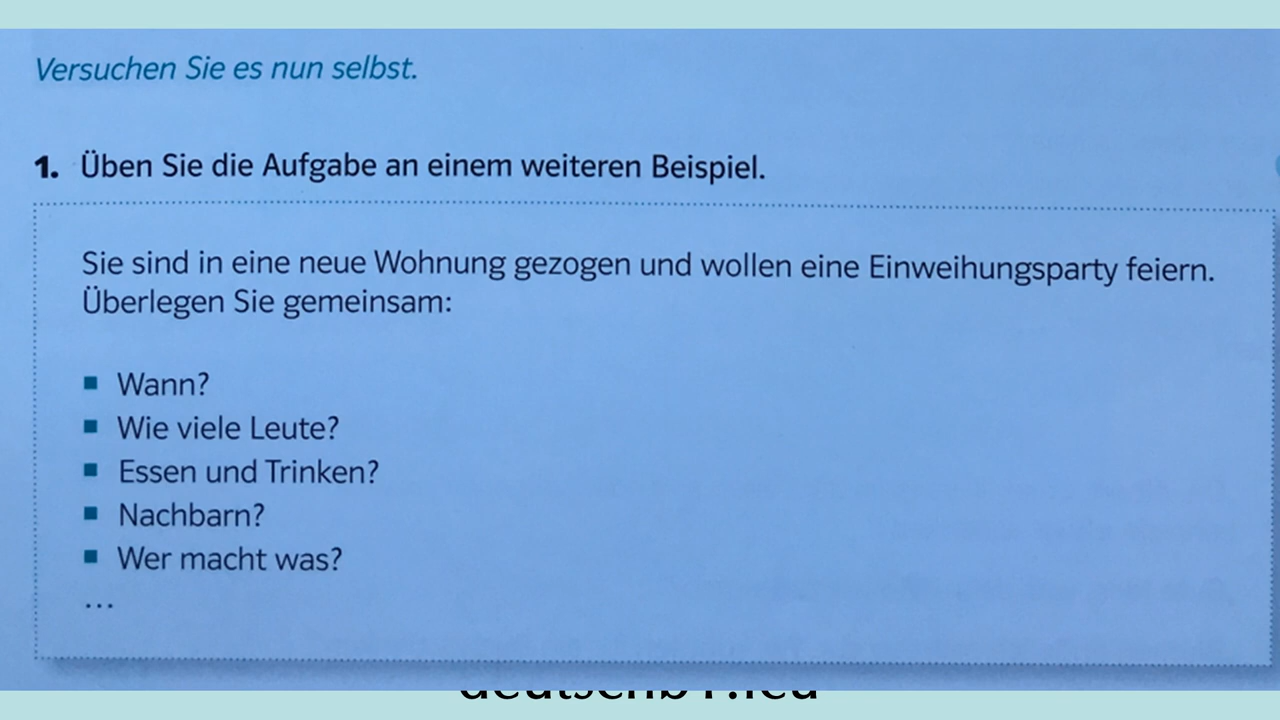 Versuchen Sie es nun selbst.
1. Üben Sie die Aufgabe an einem weiteren Beispiel.
Sie sind in eine neue Wohnung gezogen und wollen eine Einweihungsparty feiern.
Überlegen Sie gemeinsam:
■ Wann?
■ Wie viele Leute?
■ Essen und Trinken?
■ Nachbarn?
■ Wer macht was?
...